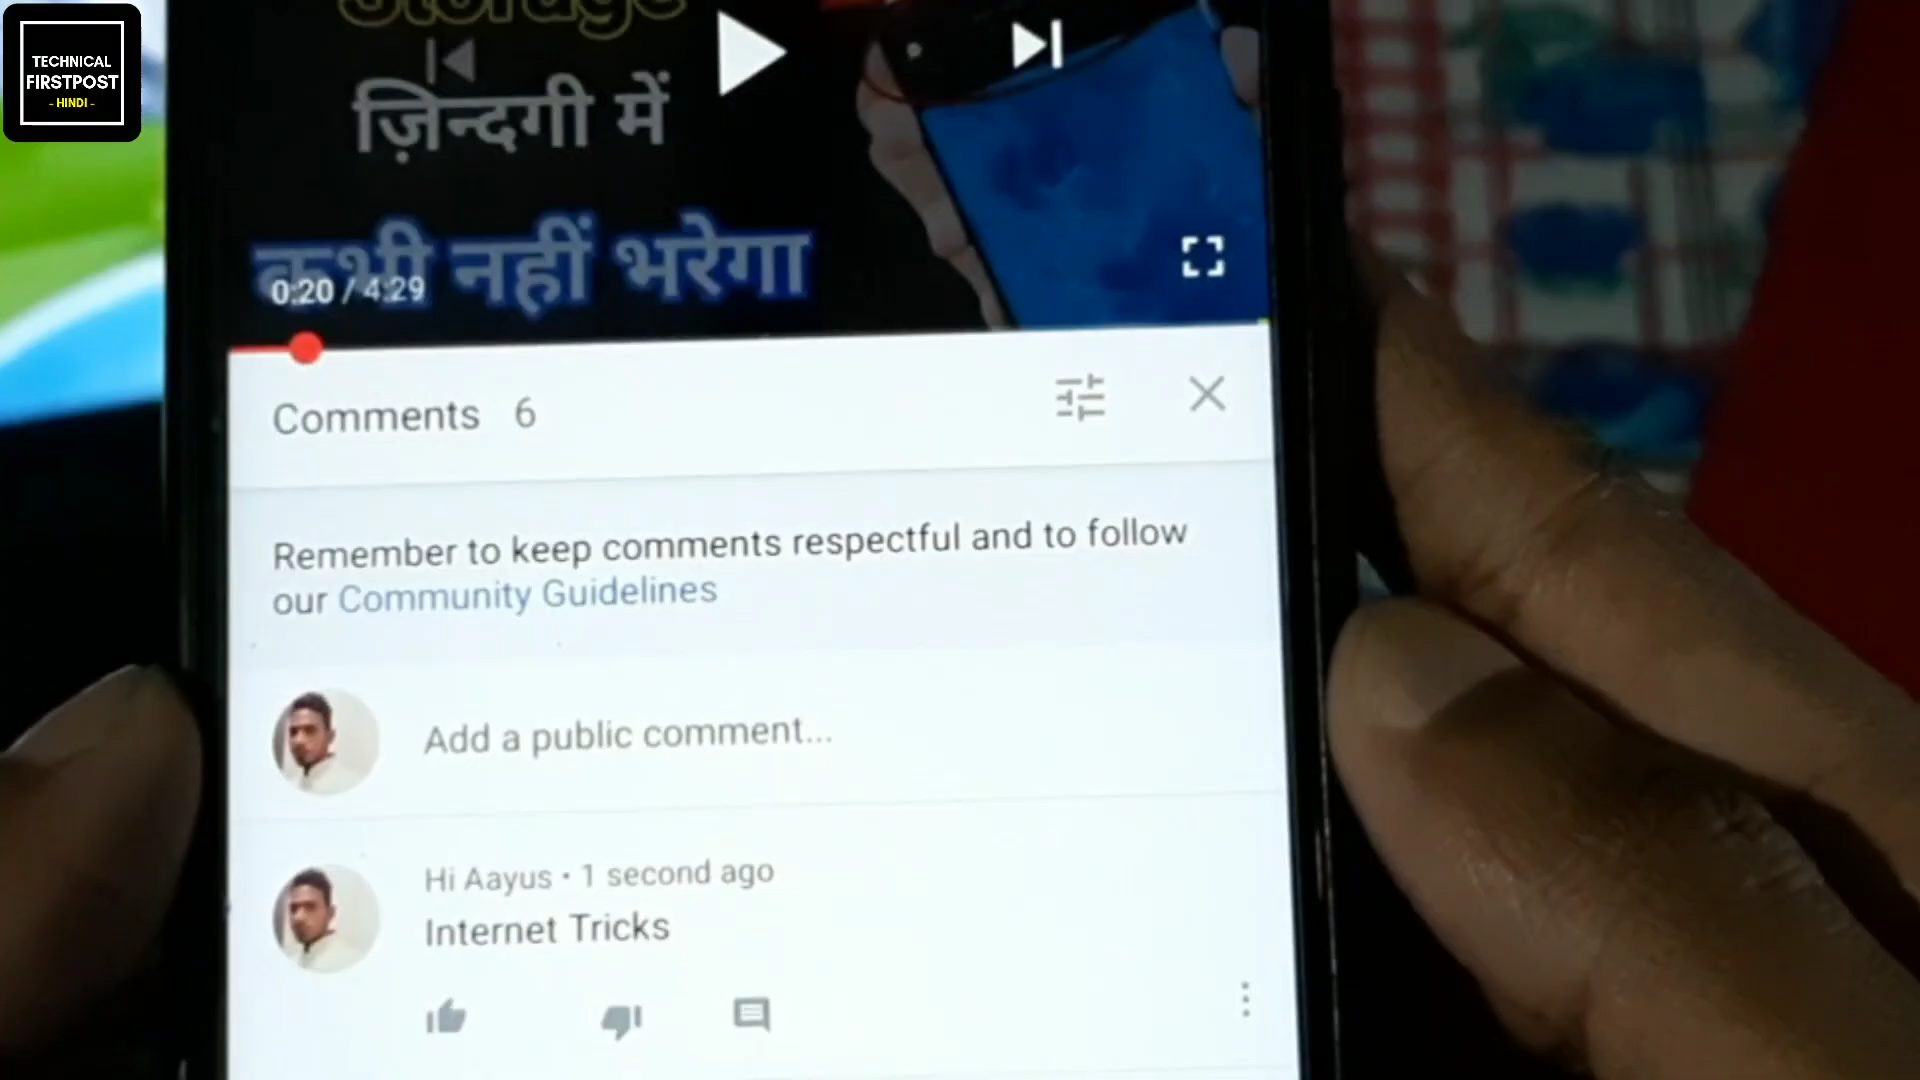 TECHNICAL
FIRSTPOST
- HINDI -
Storage
ज़िन्दगी में
कभी नहीं भरेगा
0:20 / 4:29
Comments 6
Remember to keep comments respectful and to follow
our Community Guidelines
Add a public comment...
Hi Aayus • 1 second ago
Internet Tricks